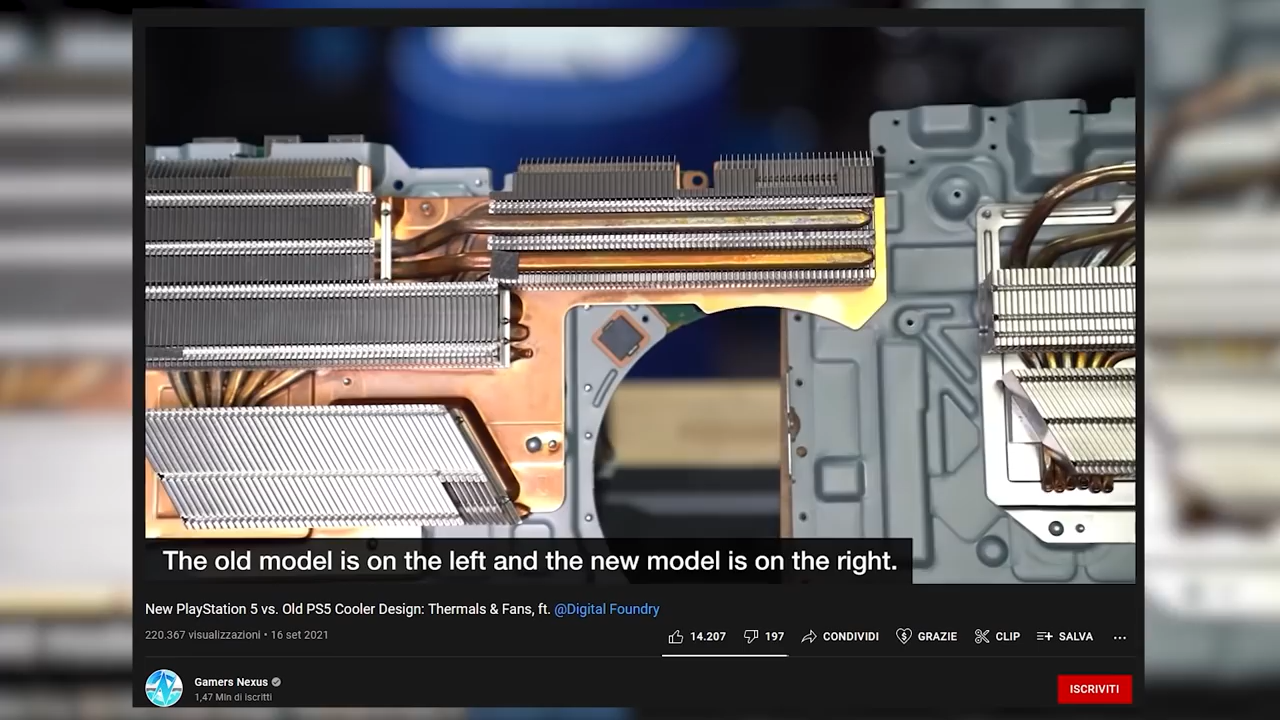 The old model is on the left and the new model is on the right.
New PlayStation 5 vs. Old PS5 Cooler Design: Thermals & Fans, ft. @Digital Foundry
220.367 visualizzazioni • 16 set 2021
14.207 197 CONDIVIDI GRAZIE CLIP SALVA
Gamers Nexus
1,47 Mln di iscritti
ISCRIVITI